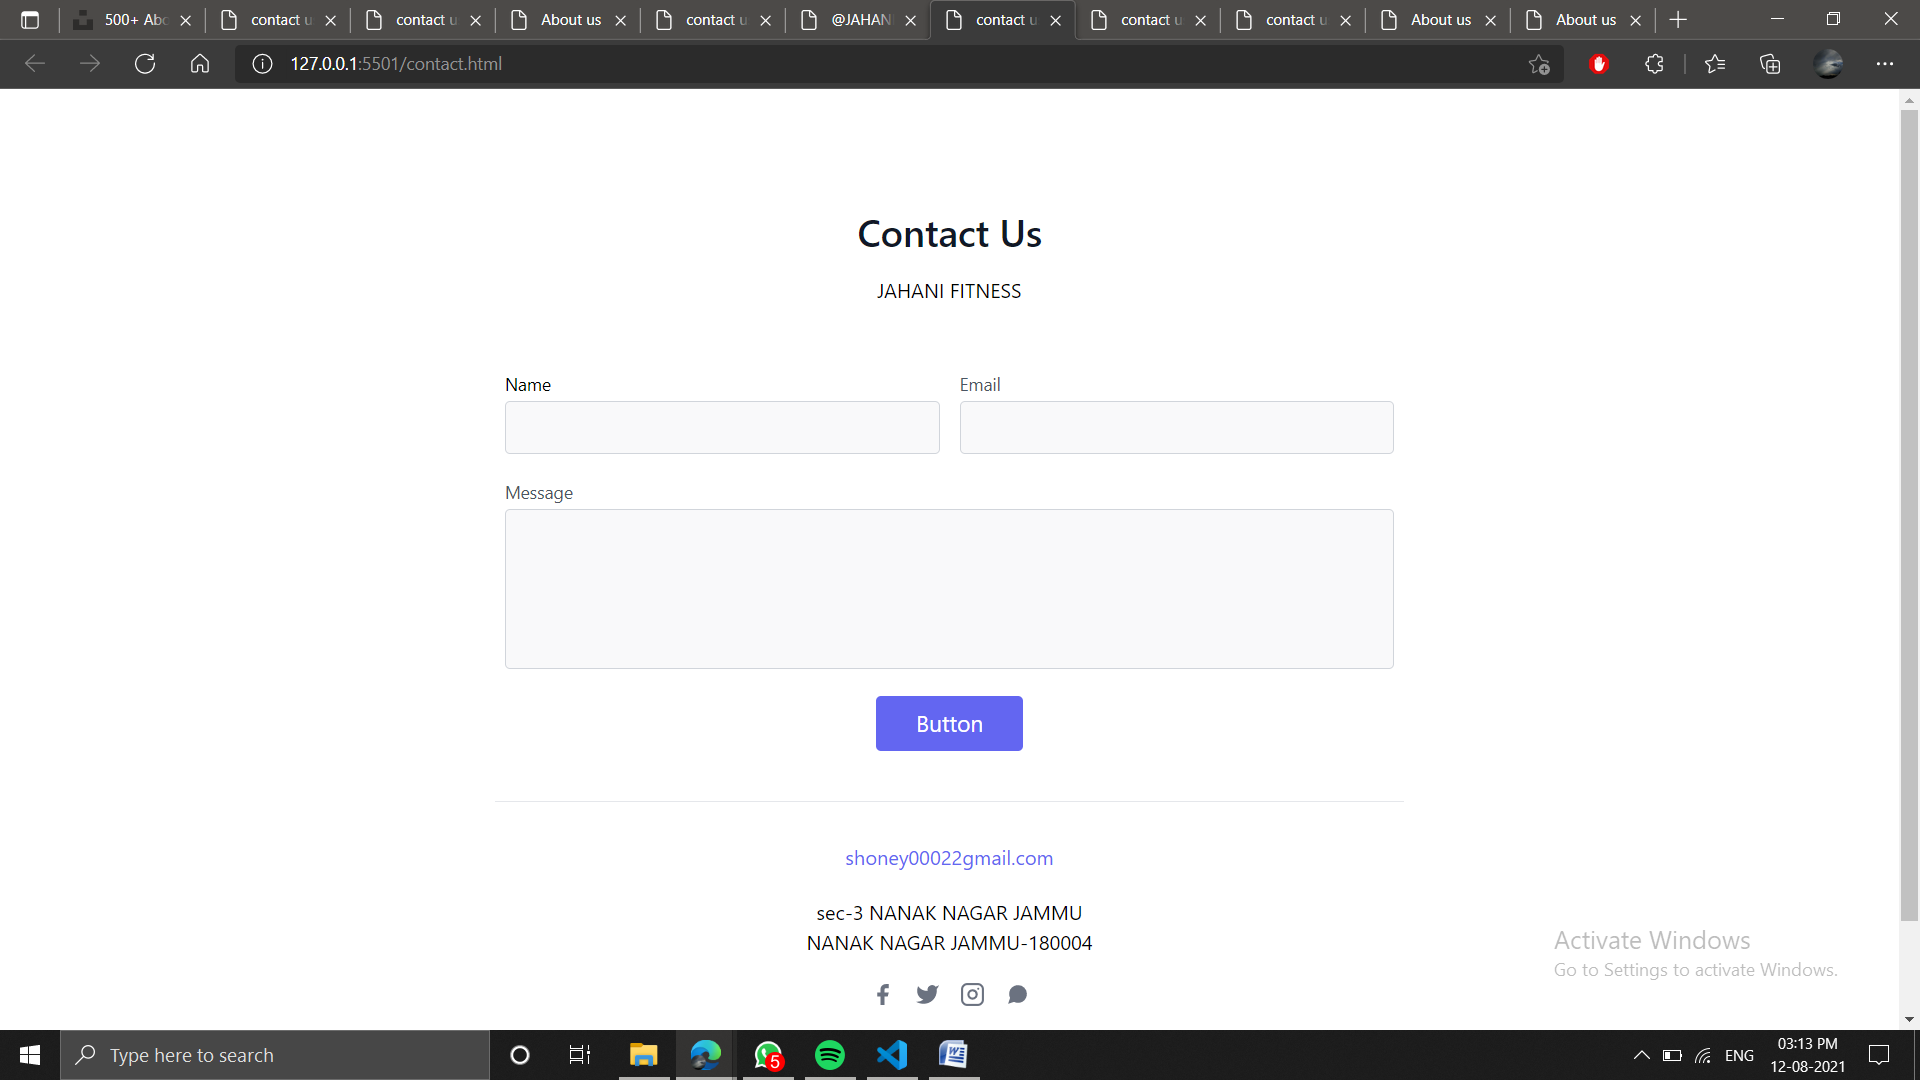 500+ Abo
contact u
contact u
About us
contact u
@JAHAN
contact u
contact u
contact u
About us
About us
127.0.0.1:5501/contact.html
Contact Us
JAHANI FITNESS
Name
Email
Message
Button
shoney00022gmail.com
sec-3 NANAK NAGAR JAMMU
NANAK NAGAR JAMMU-180004
Activate Windows
Go to Settings to activate Windows.
Type here to search
5
ENG
03:13 PM
12-08-2021